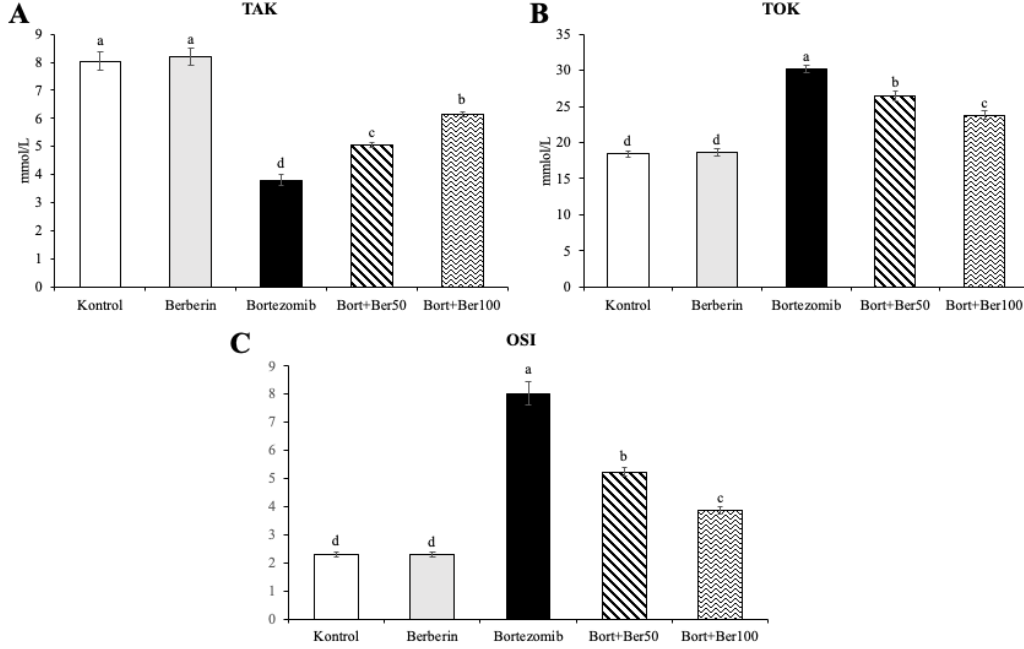 A
TAK
mmol/L
9
8
7
6
5
4
3
2
1
0
a
a
d
c
b
Kontrol Berberin Bortezomib Bort+Ber50 Bort+Ber100
B
TOK
mmlol/L
35
30
25
20
15
10
5
0
d
d
a
b
c
Kontrol Berberin Bortezomib Bort+Ber50 Bort+Ber100
C
OSI
9
8
7
6
5
4
3
2
1
0
d
d
a
b
c
Kontrol Berberin Bortezomib Bort+Ber50 Bort+Ber100